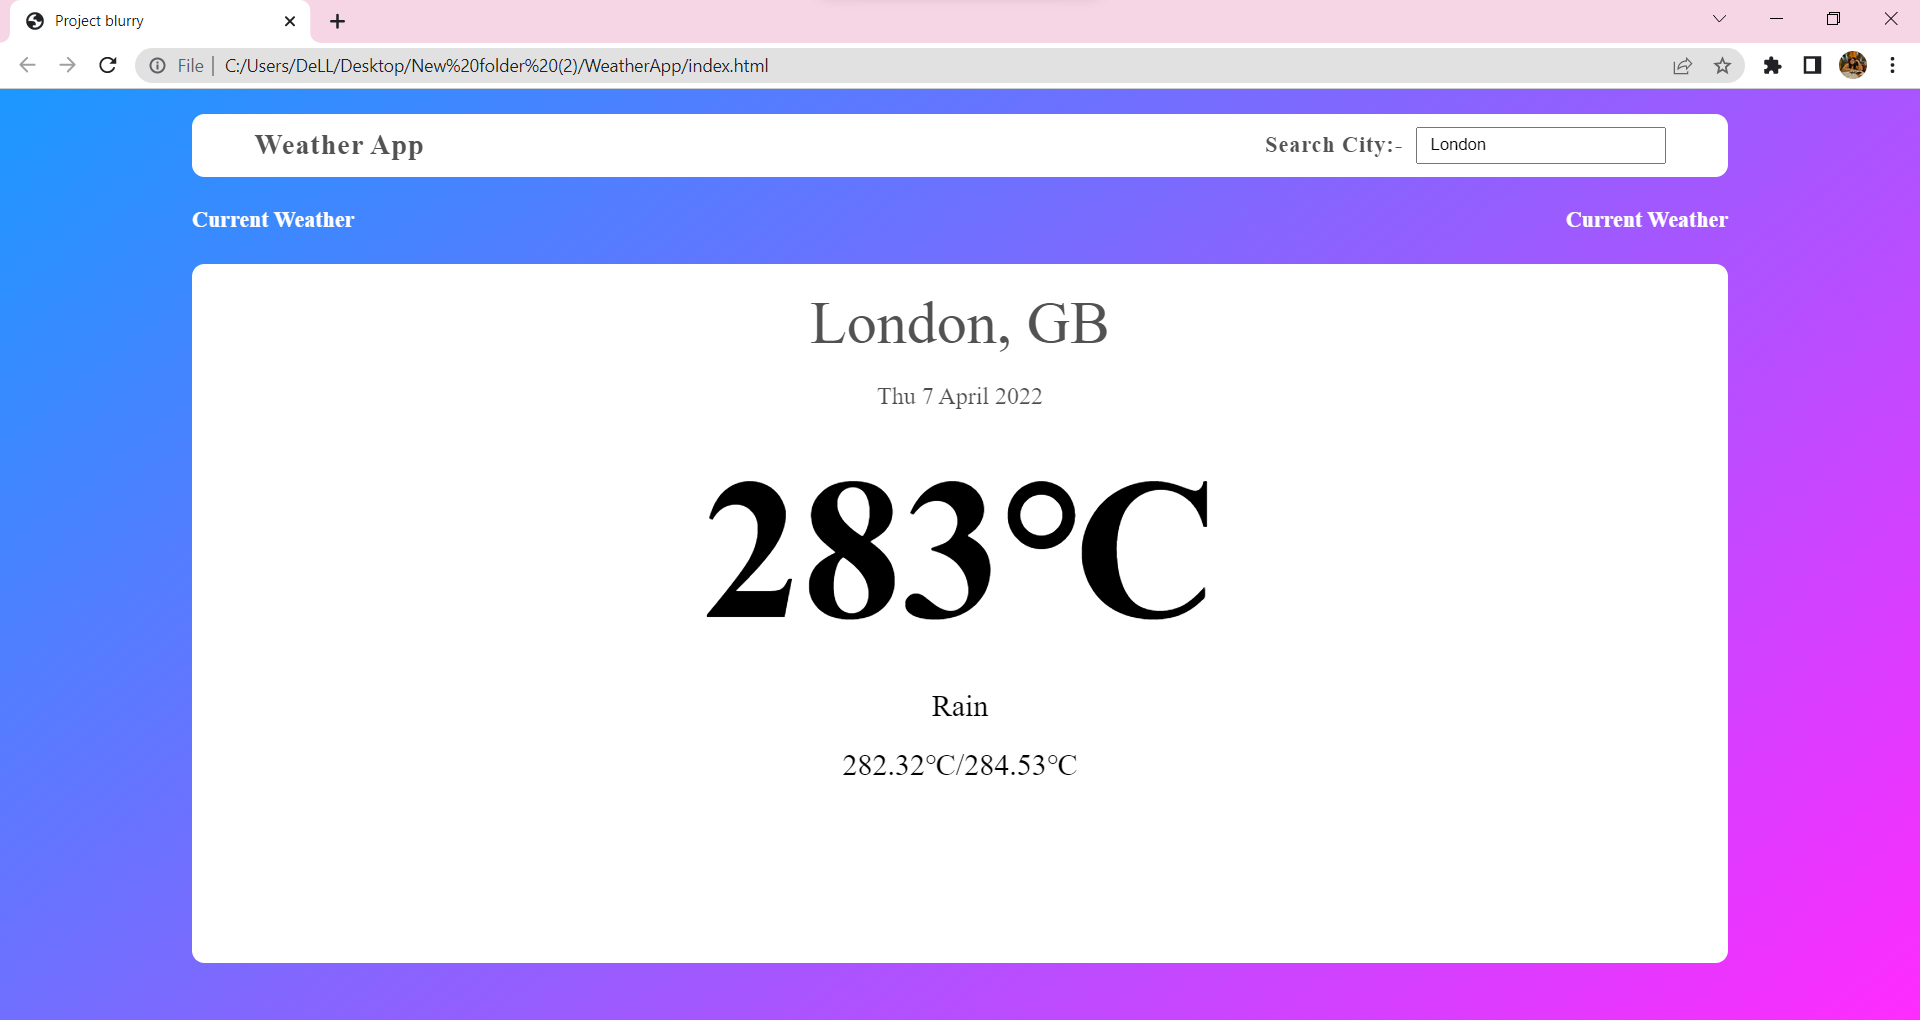 Project blurry
File | C:/Users/DeLL/Desktop/New%20folder%20(2)/WeatherApp/index.html
Weather App
Search City:- London
Current Weather Current Weather
London, GB
Thu 7 April 2022
283°C
Rain
282.32°C/284.53°C